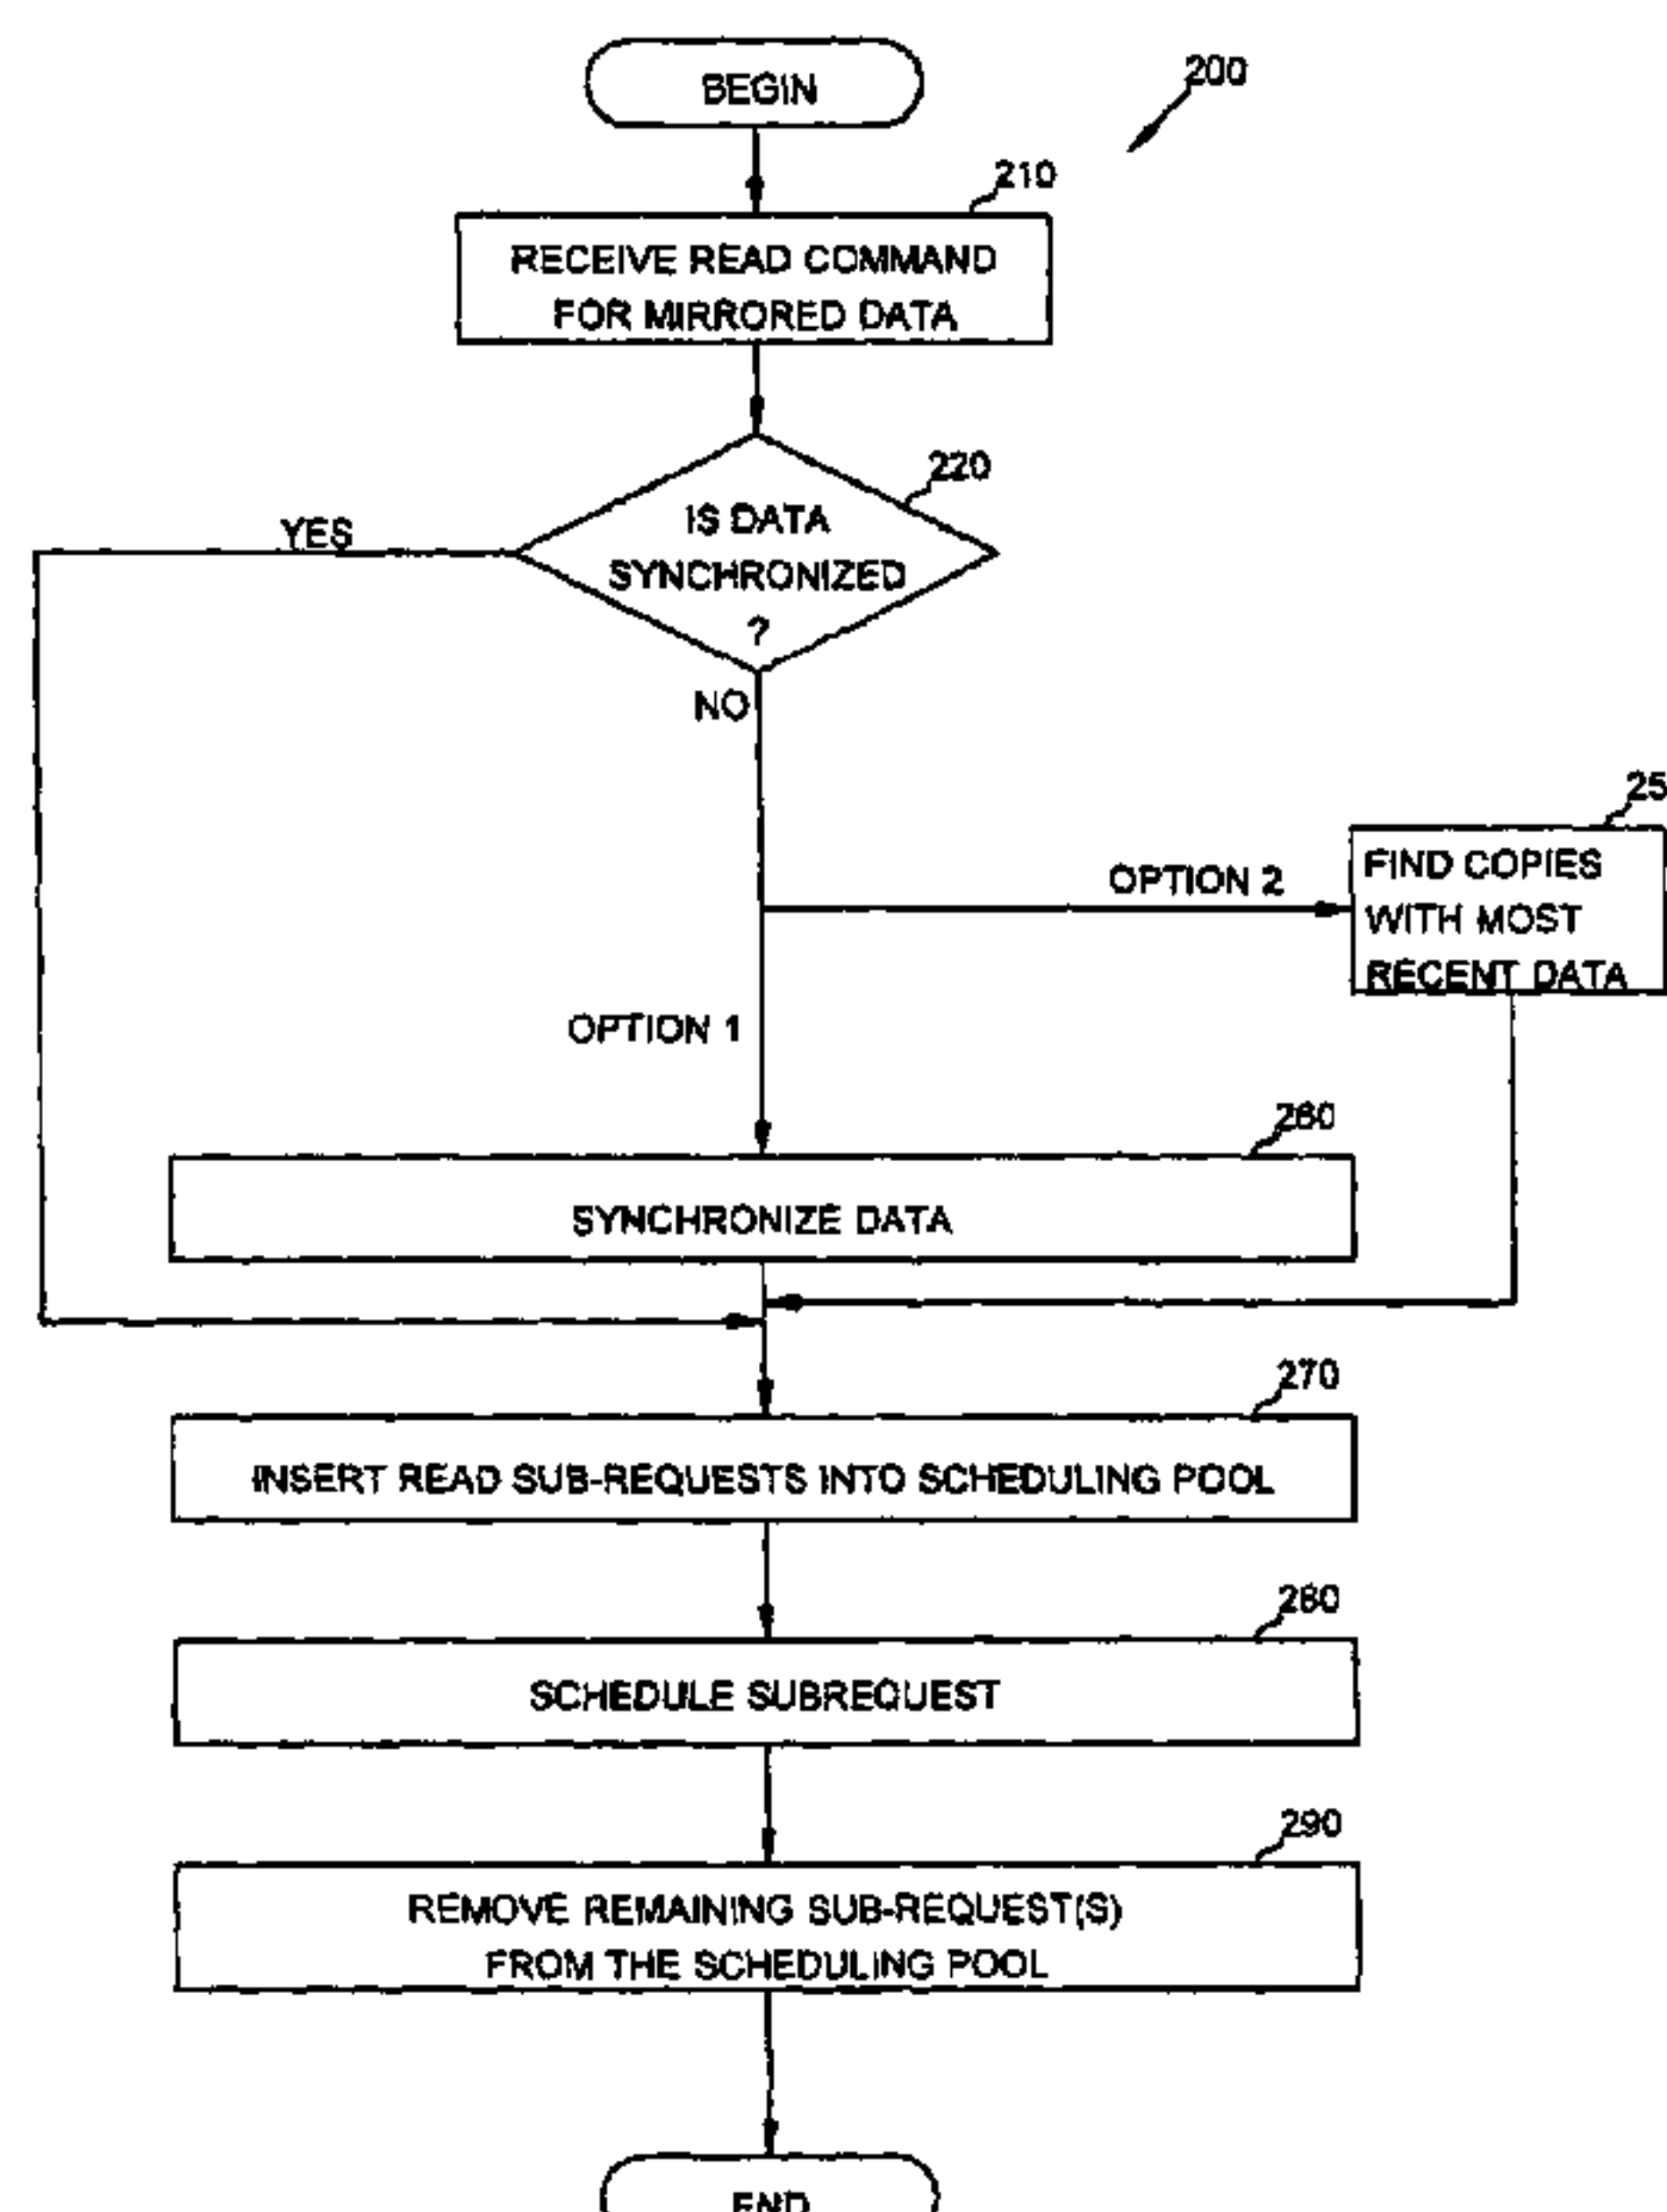 BEGIN
200
210
RECEIVE READ COMMAND
FOR MIRRORED DATA
220
IS DATA
SYNCHRONIZED
?
YES
NO
25
OPTION 2
FIND COPIES
WITH MOST
RECENT DATA
OPTION 1
260
SYNCHRONIZE DATA
270
INSERT READ SUB-REQUESTS INTO SCHEDULING POOL
280
SCHEDULE SUBREQUEST
290
REMOVE REMAINING SUB-REQUEST(S)
FROM THE SCHEDULING POOL
END